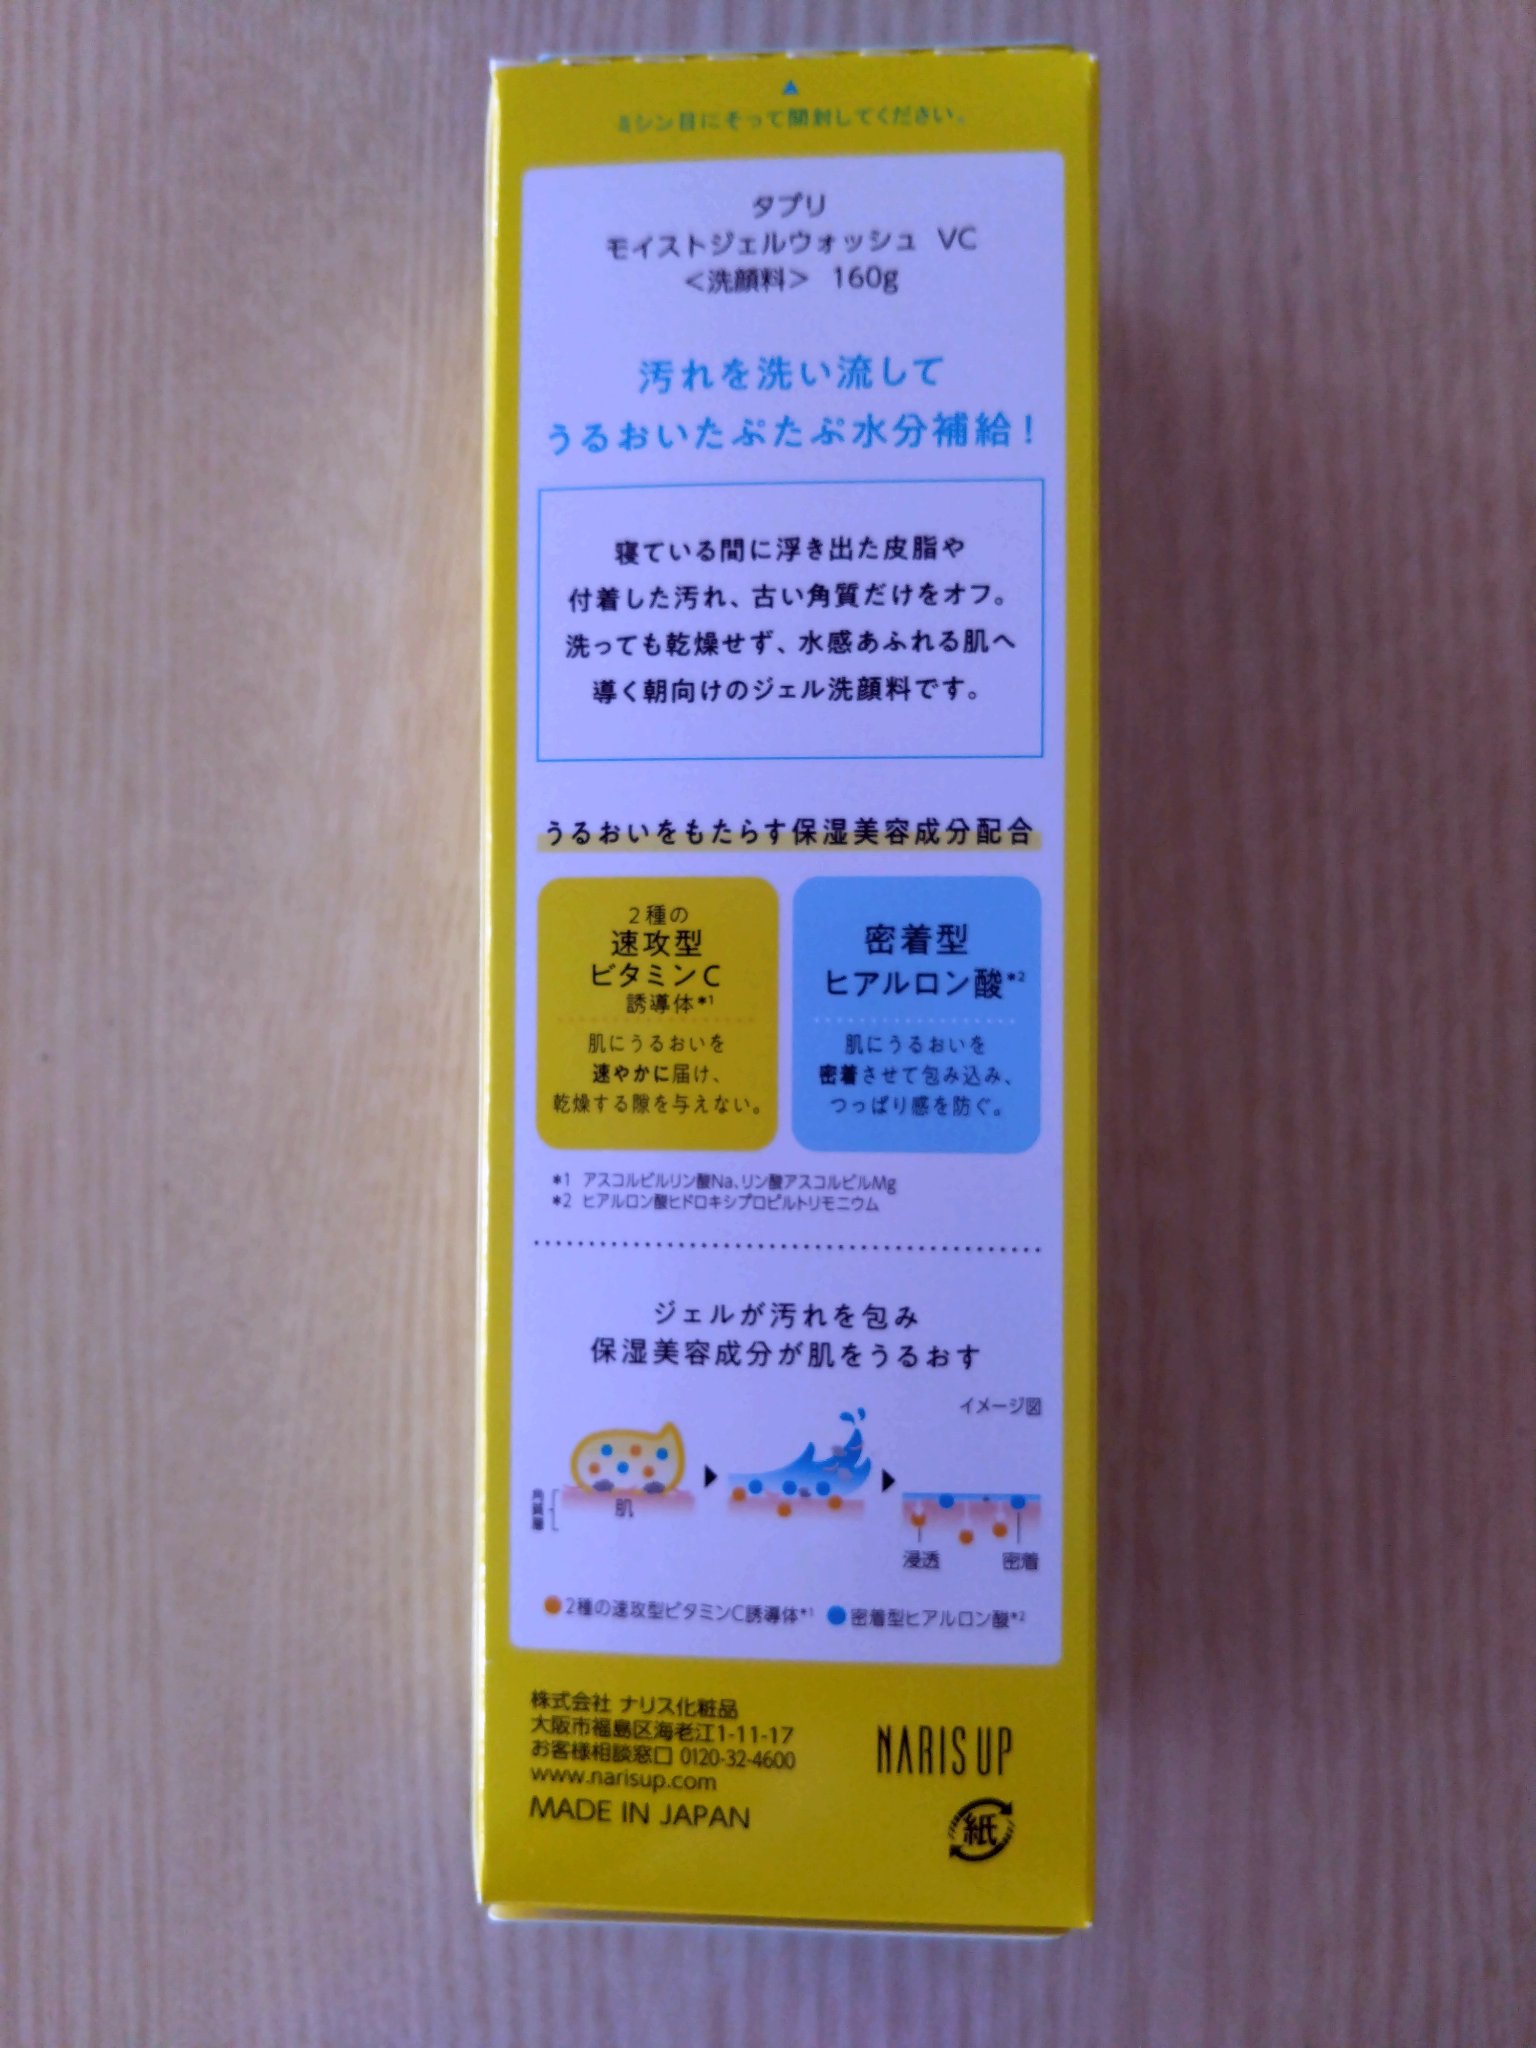 ミシン目にそって開封してください。
タプリ
モイストジェルウォッシュ VC
＜洗顔料＞ 160g
汚れを洗い流して
うるおいたぷたぷ水分補給！
寝ている間に浮き出た皮脂や
付着した汚れ、古い角質だけをオフ。
洗っても乾燥せず、水感あふれる肌へ
導く朝向けのジェル洗顔料です。
うるおいをもたらす保湿美容成分配合
2種の
速攻型
ビタミンC
誘導体*1
肌にうるおいを
速やかに届け、
乾燥する隙を与えない。
密着型
ヒアルロン酸*2
肌にうるおいを
密着させて包み込み、
つっぱり感を防ぐ。
*1 アスコルビルリン酸Na、リン酸アスコルビルMg
*2 ヒアルロン酸ヒドロキシプロピルトリモニウム
ジェルが汚れを包み
保湿美容成分が肌をうるおす
イメージ図
角質層
肌
浸透
密着
2種の速攻型ビタミンC誘導体*1
密着型ヒアルロン酸*2
株式会社 ナリス化粧品
大阪市福島区海老江1-11-17
お客様相談窓口 0120-32-4600
www.narisup.com
MADE IN JAPAN
NARIS UP
紙